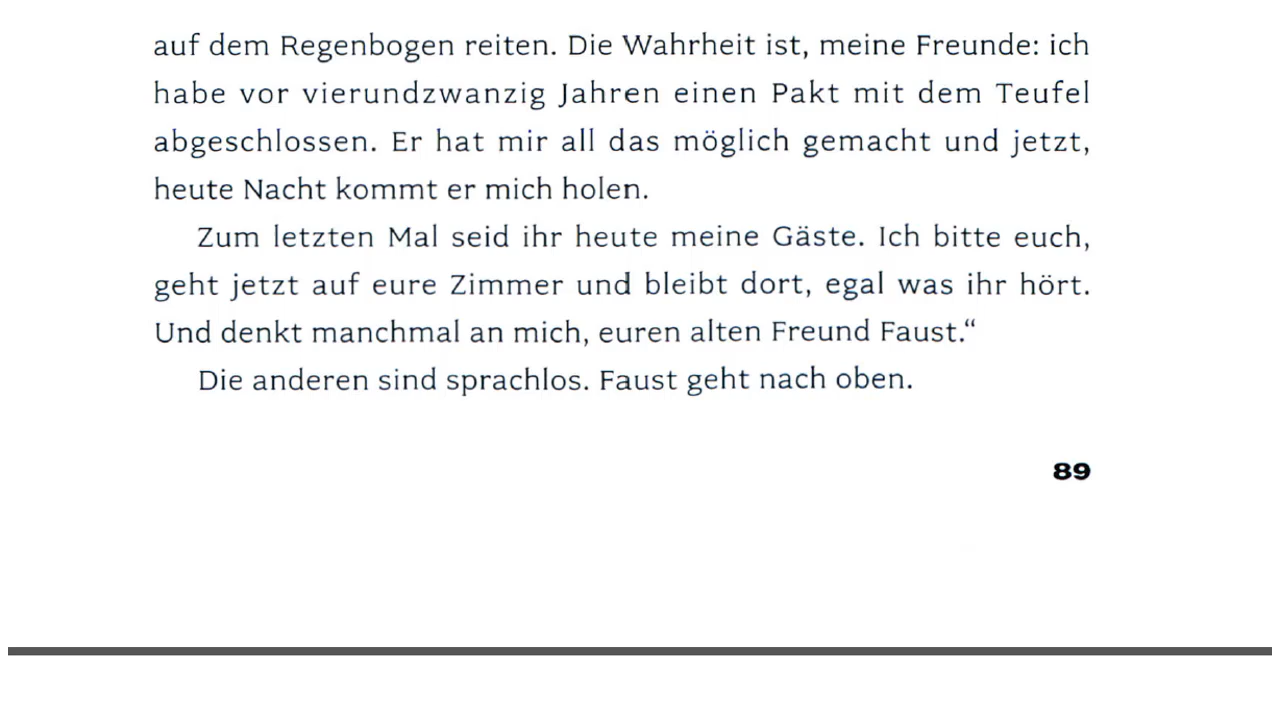 auf dem Regenbogen reiten. Die Wahrheit ist, meine Freunde: ich
habe vor vierundzwanzig Jahren einen Pakt mit dem Teufel
abgeschlossen. Er hat mir all das möglich gemacht und jetzt,
heute Nacht kommt er mich holen.
Zum letzten Mal seid ihr heute meine Gäste. Ich bitte euch,
geht jetzt auf eure Zimmer und bleibt dort, egal was ihr hört.
Und denkt manchmal an mich, euren alten Freund Faust.“
Die anderen sind sprachlos. Faust geht nach oben.
89